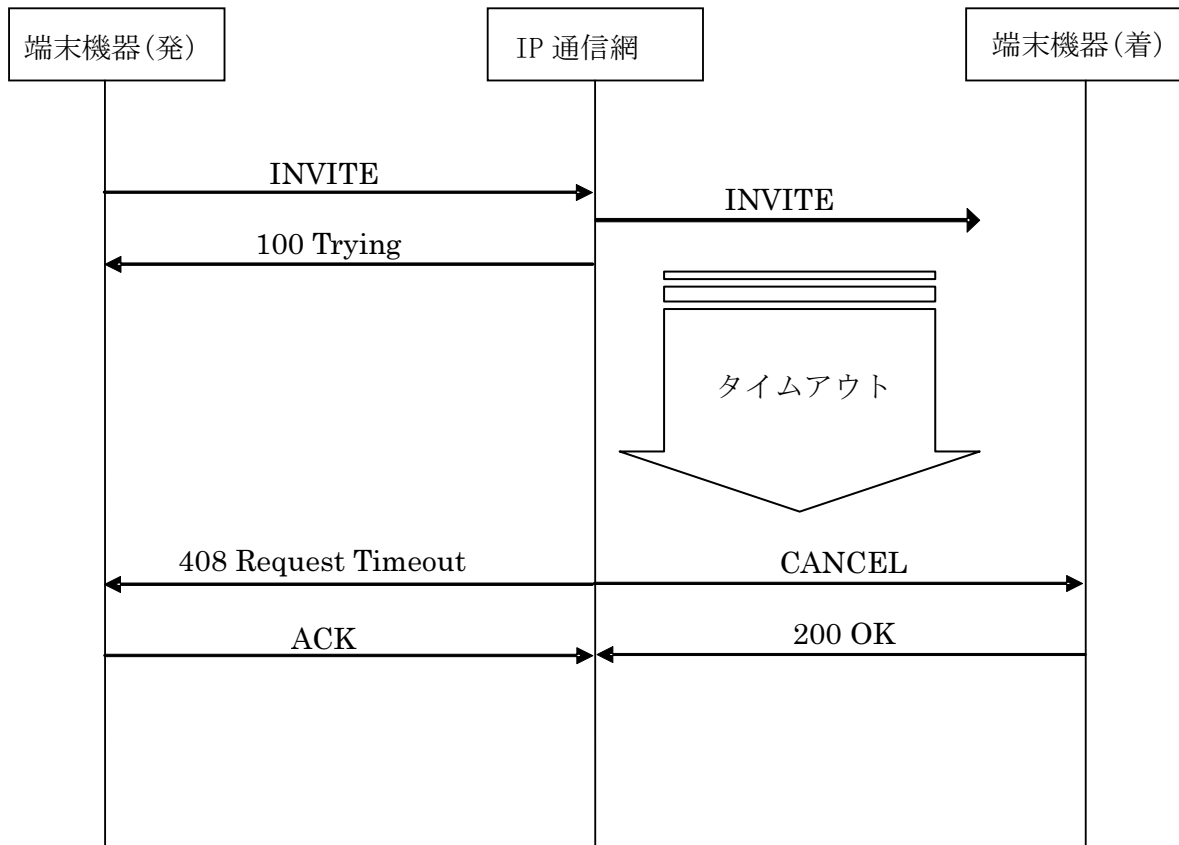 端末機器(発)
IP 通信網
端末機器(着)
INVITE
INVITE
100 Trying
タイムアウト
408 Request Timeout
CANCEL
ACK
200 OK